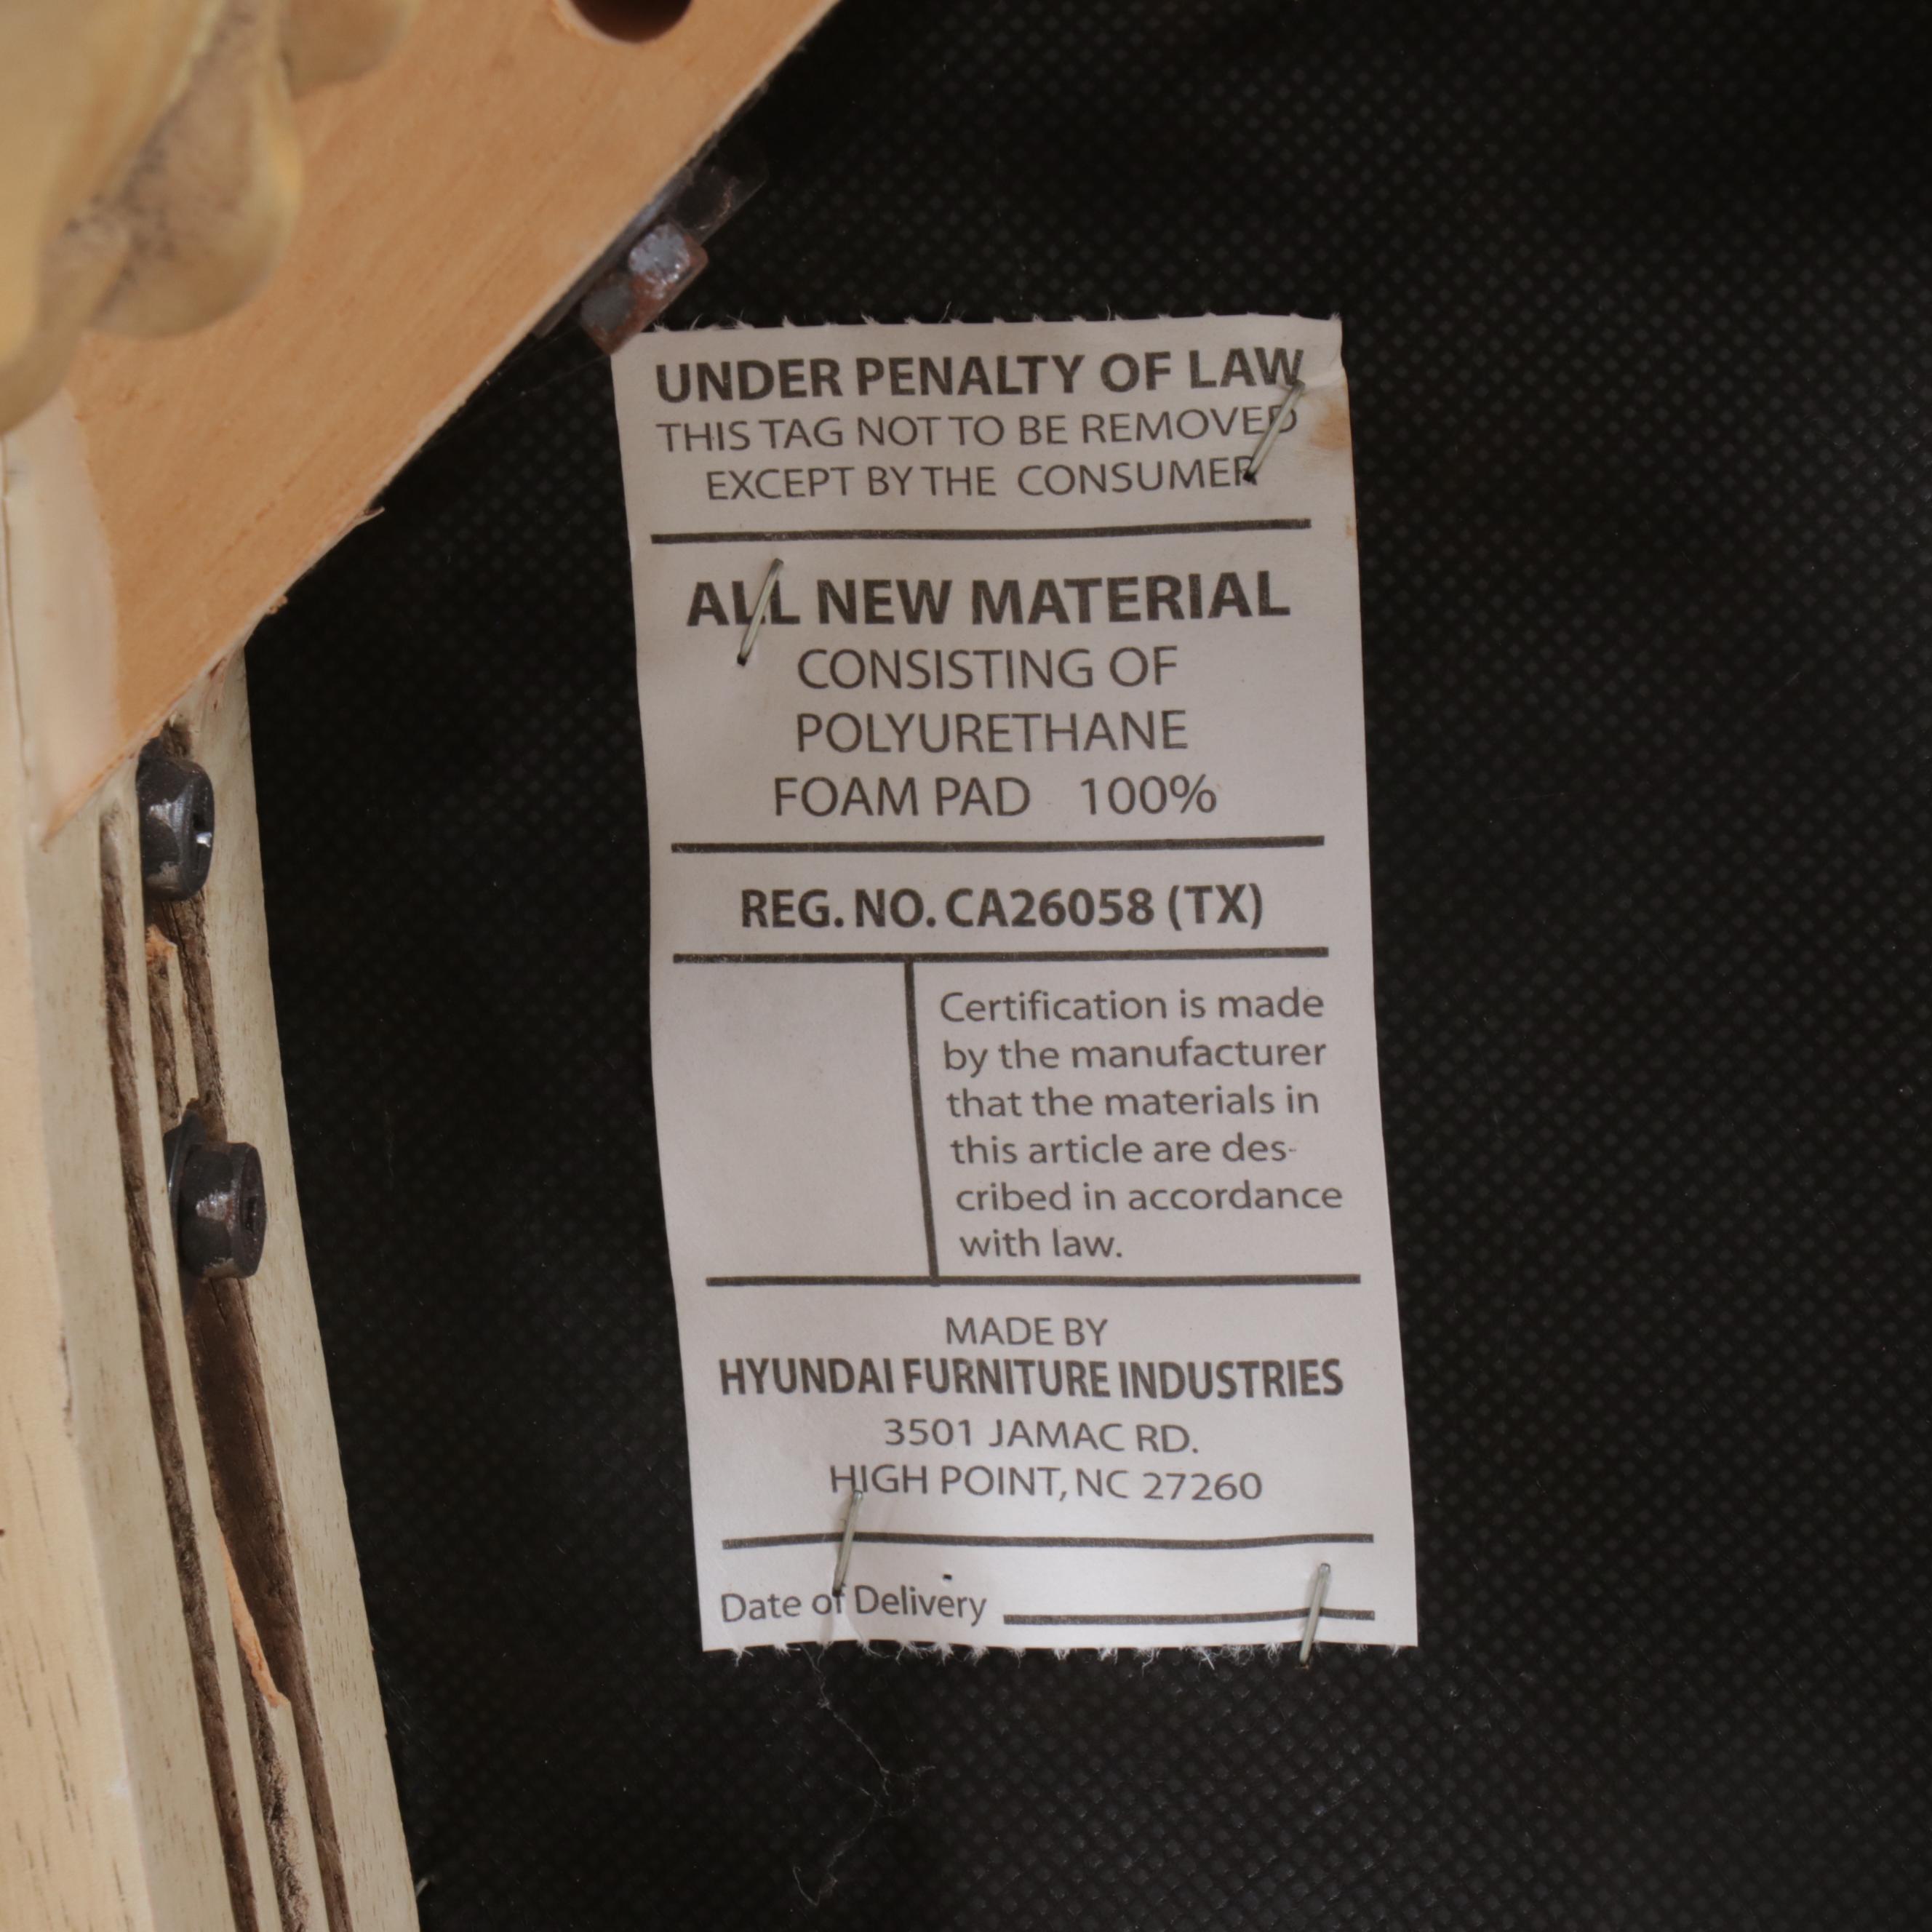 UNDER PENALTY OF LAW
THIS TAG NOT TO BE REMOVED
EXCEPT BY THE CONSUMER
ALL NEW MATERIAL
CONSISTING OF
POLYURETHANE
FOAM PAD 100%
REG. NO. CA26058 (TX)
Certification is made
by the manufacturer
that the materials in
this article are des-
cribed in accordance
with law.
MADE BY
HYUNDAI FURNITURE INDUSTRIES
3501 JAMAC RD.
HIGH POINT, NC 27260
Date of Delivery